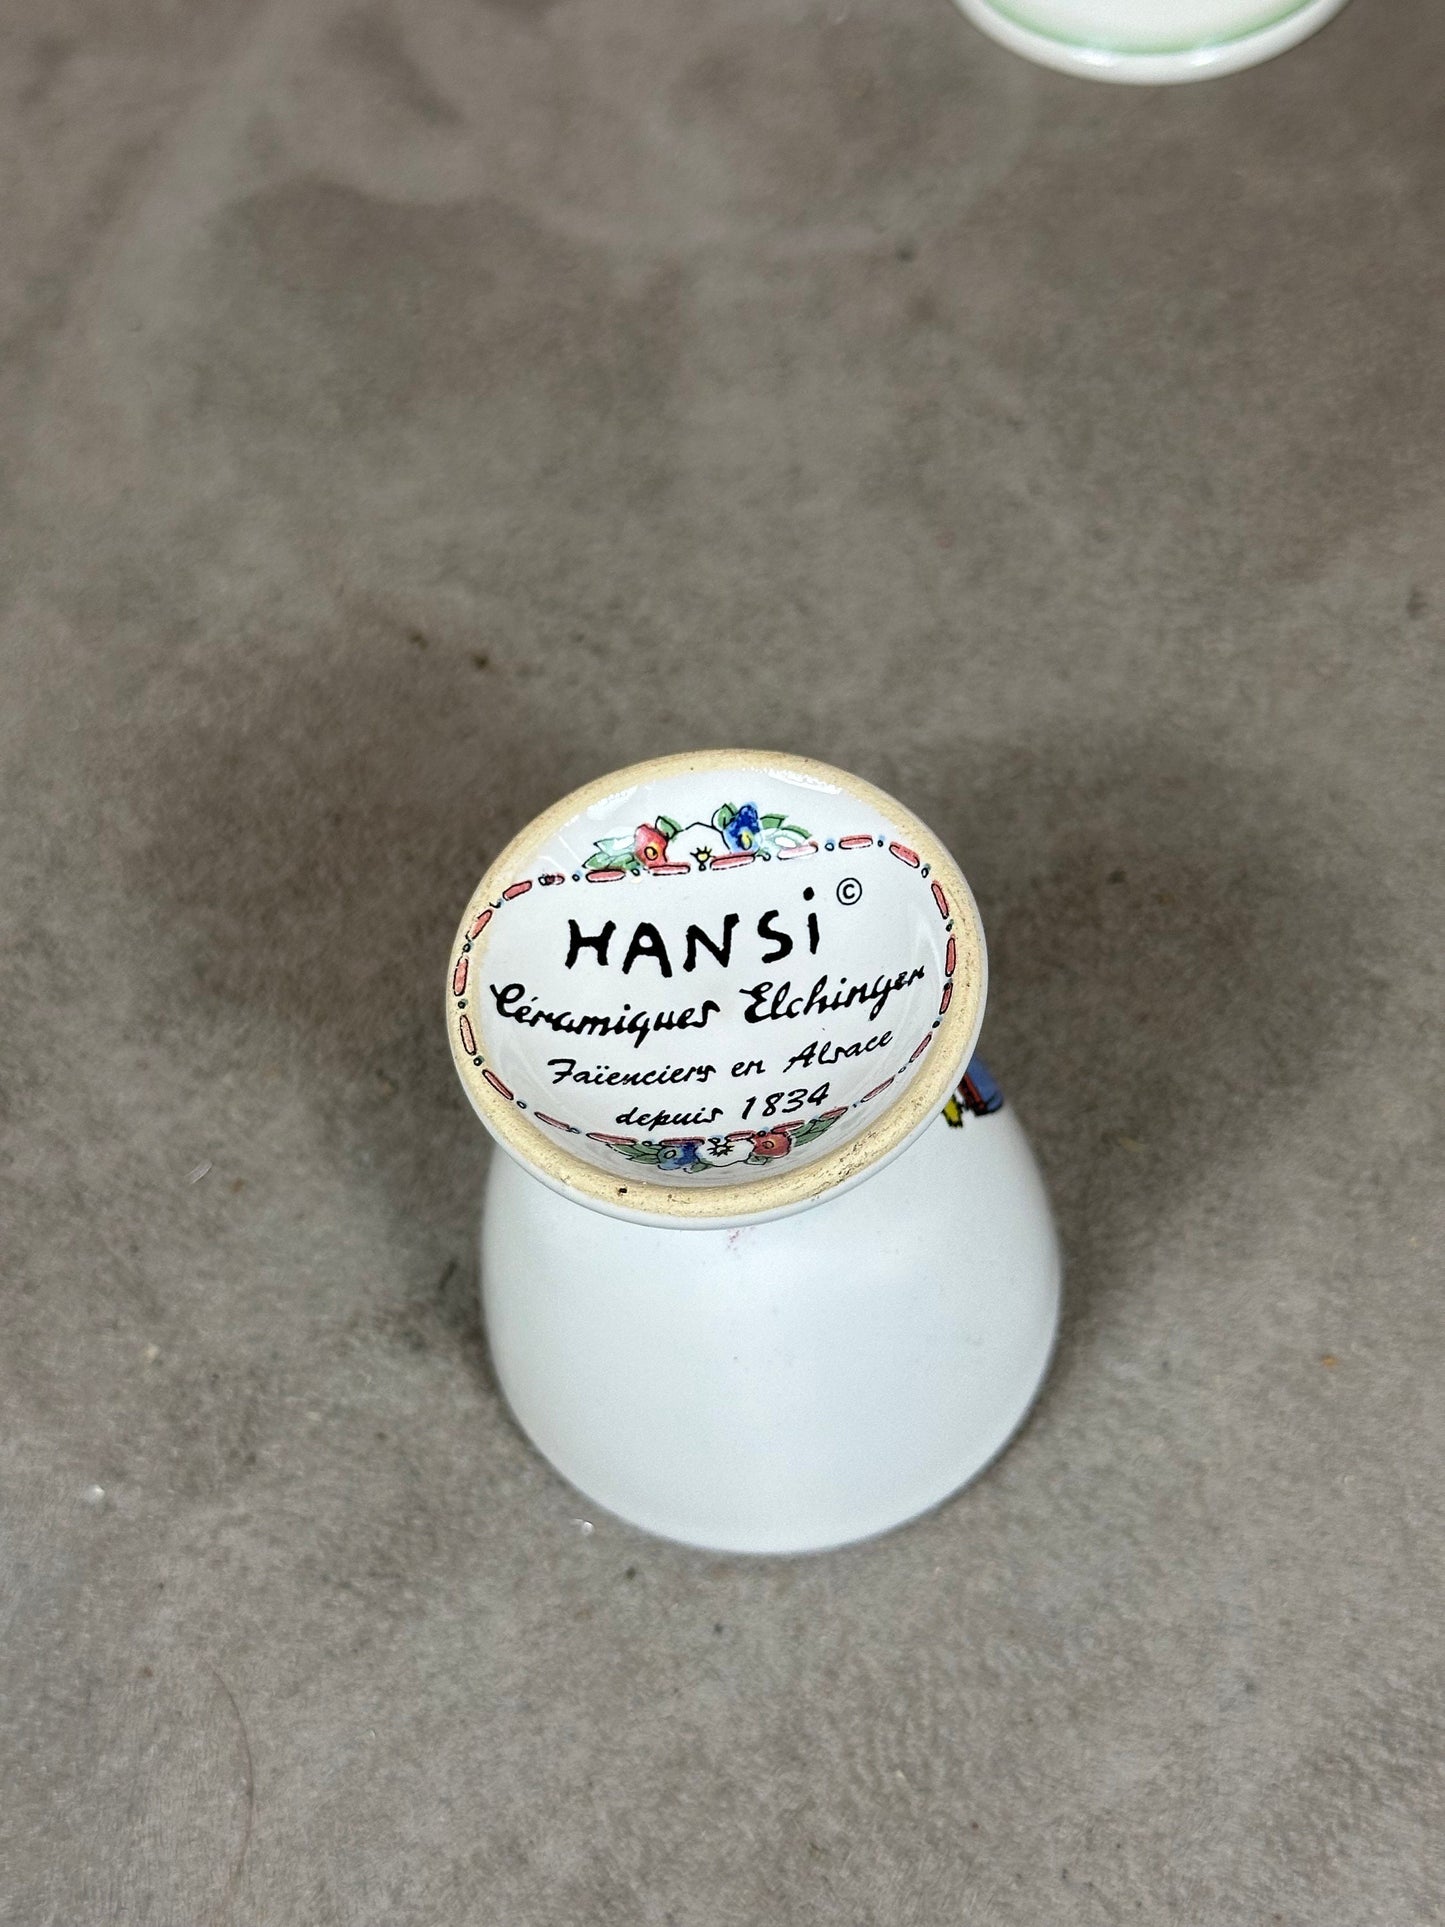 HANSi ©
Céramiques Elchinger
Faïenciers en Alsace
depuis 1834